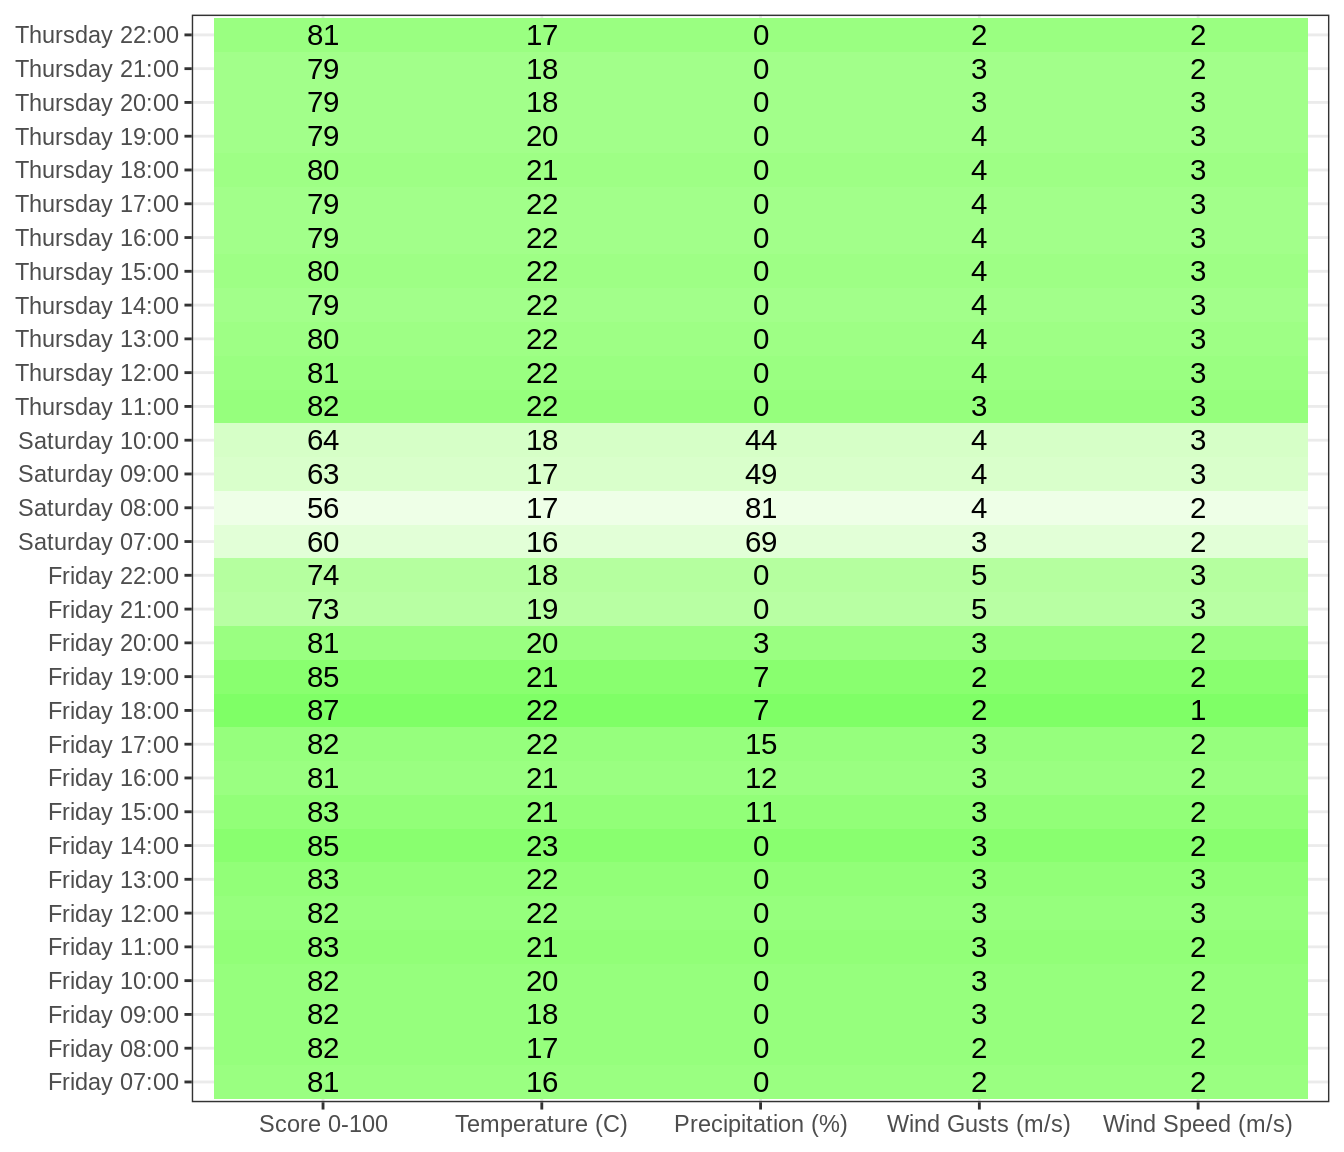 Thursday 22:00 81 17 0 2 2
Thursday 21:00 79 18 0 3 2
Thursday 20:00 79 18 0 3 3
Thursday 19:00 79 20 0 4 3
Thursday 18:00 80 21 0 4 3
Thursday 17:00 79 22 0 4 3
Thursday 16:00 79 22 0 4 3
Thursday 15:00 80 22 0 4 3
Thursday 14:00 79 22 0 4 3
Thursday 13:00 80 22 0 4 3
Thursday 12:00 81 22 0 4 3
Thursday 11:00 82 22 0 3 3
Saturday 10:00 64 18 44 4 3
Saturday 09:00 63 17 49 4 3
Saturday 08:00 56 17 81 4 2
Saturday 07:00 60 16 69 3 2
Friday 22:00 74 18 0 5 3
Friday 21:00 73 19 0 5 3
Friday 20:00 81 20 3 3 2
Friday 19:00 85 21 7 2 2
Friday 18:00 87 22 7 2 1
Friday 17:00 82 22 15 3 2
Friday 16:00 81 21 12 3 2
Friday 15:00 83 21 11 3 2
Friday 14:00 85 23 0 3 2
Friday 13:00 83 22 0 3 3
Friday 12:00 82 22 0 3 3
Friday 11:00 83 21 0 3 2
Friday 10:00 82 20 0 3 2
Friday 09:00 82 18 0 3 2
Friday 08:00 82 17 0 2 2
Friday 07:00 81 16 0 2 2
Score 0-100 Temperature (C) Precipitation (%) Wind Gusts (m/s) Wind Speed (m/s)